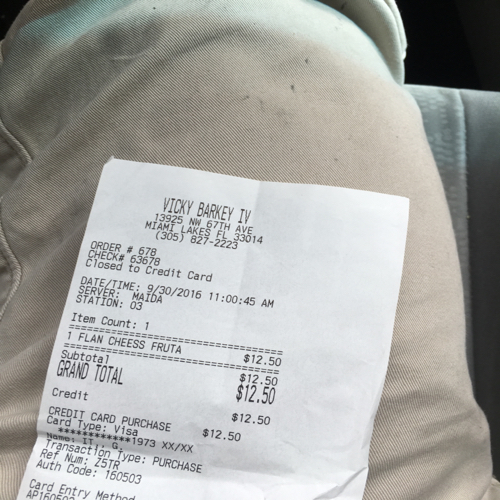 VICKY BARKEY IV
13925 NW 67TH AVE
MIAMI LAKES FL 33014
(305) 827-2223
ORDER # 678
CHECK# 63678
Closed to Credit Card
DATE/TIME: 9/30/2016 11:00:45 AM
SERVER: MAIDA
STATION: 03
Item Count: 1
1 FLAN CHEESS FRUTA $12.50
Subtotal $12.50
GRAND TOTAL $12.50
Credit $12.50
CREDIT CARD PURCHASE $12.50
Card Type: Visa
************1973 XX/XX
Name: IT, G.
Transaction Type: PURCHASE
Ref Num: Z5TR
Auth Code: 160503
Card Entry Method